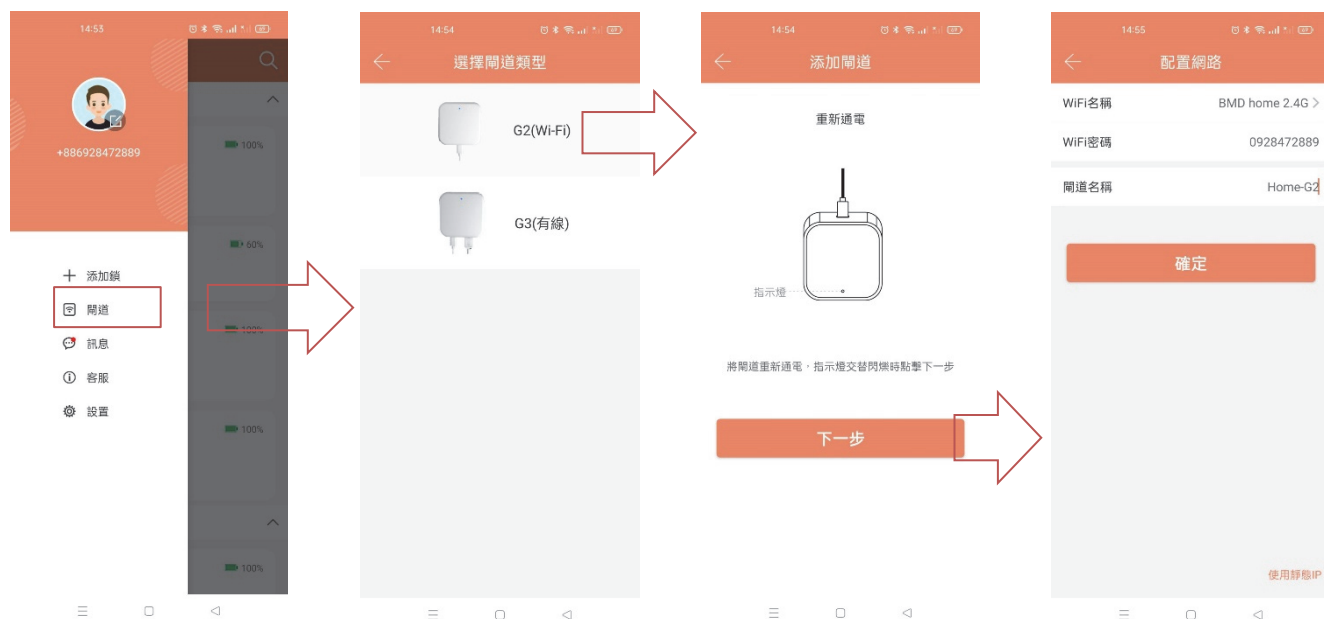 14:53
+886928472889
添加鎖
閘道
訊息
客服
設置
100%
60%
100%
100%
100%
14:54
選擇閘道類型
G2(Wi-Fi)
G3(有線)
14:54
添加閘道
重新通電
指示燈
將閘道重新通電,指示燈交替閃爍時點擊下一步
下一步
14:55
配置網路
WiFi名稱 BMD home 2.4G
WiFi密碼 0928472889
閘道名稱 Home-G2
確定
使用靜態IP